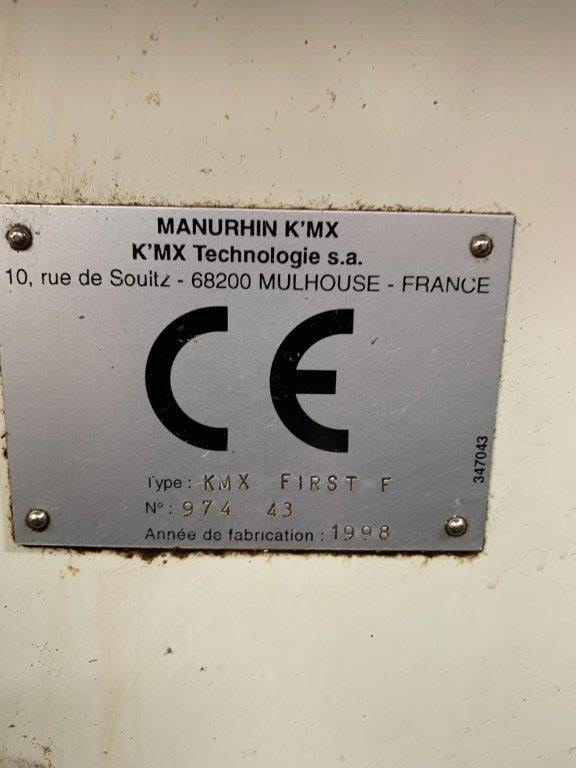 MANURHIN K'MX
K'MX Technologie s.a.
10, rue de Soultz - 68200 MULHOUSE - FRANCE
CE
Type : KMX FIRST F
N° : 974 43
Année de fabrication : 1998
347043